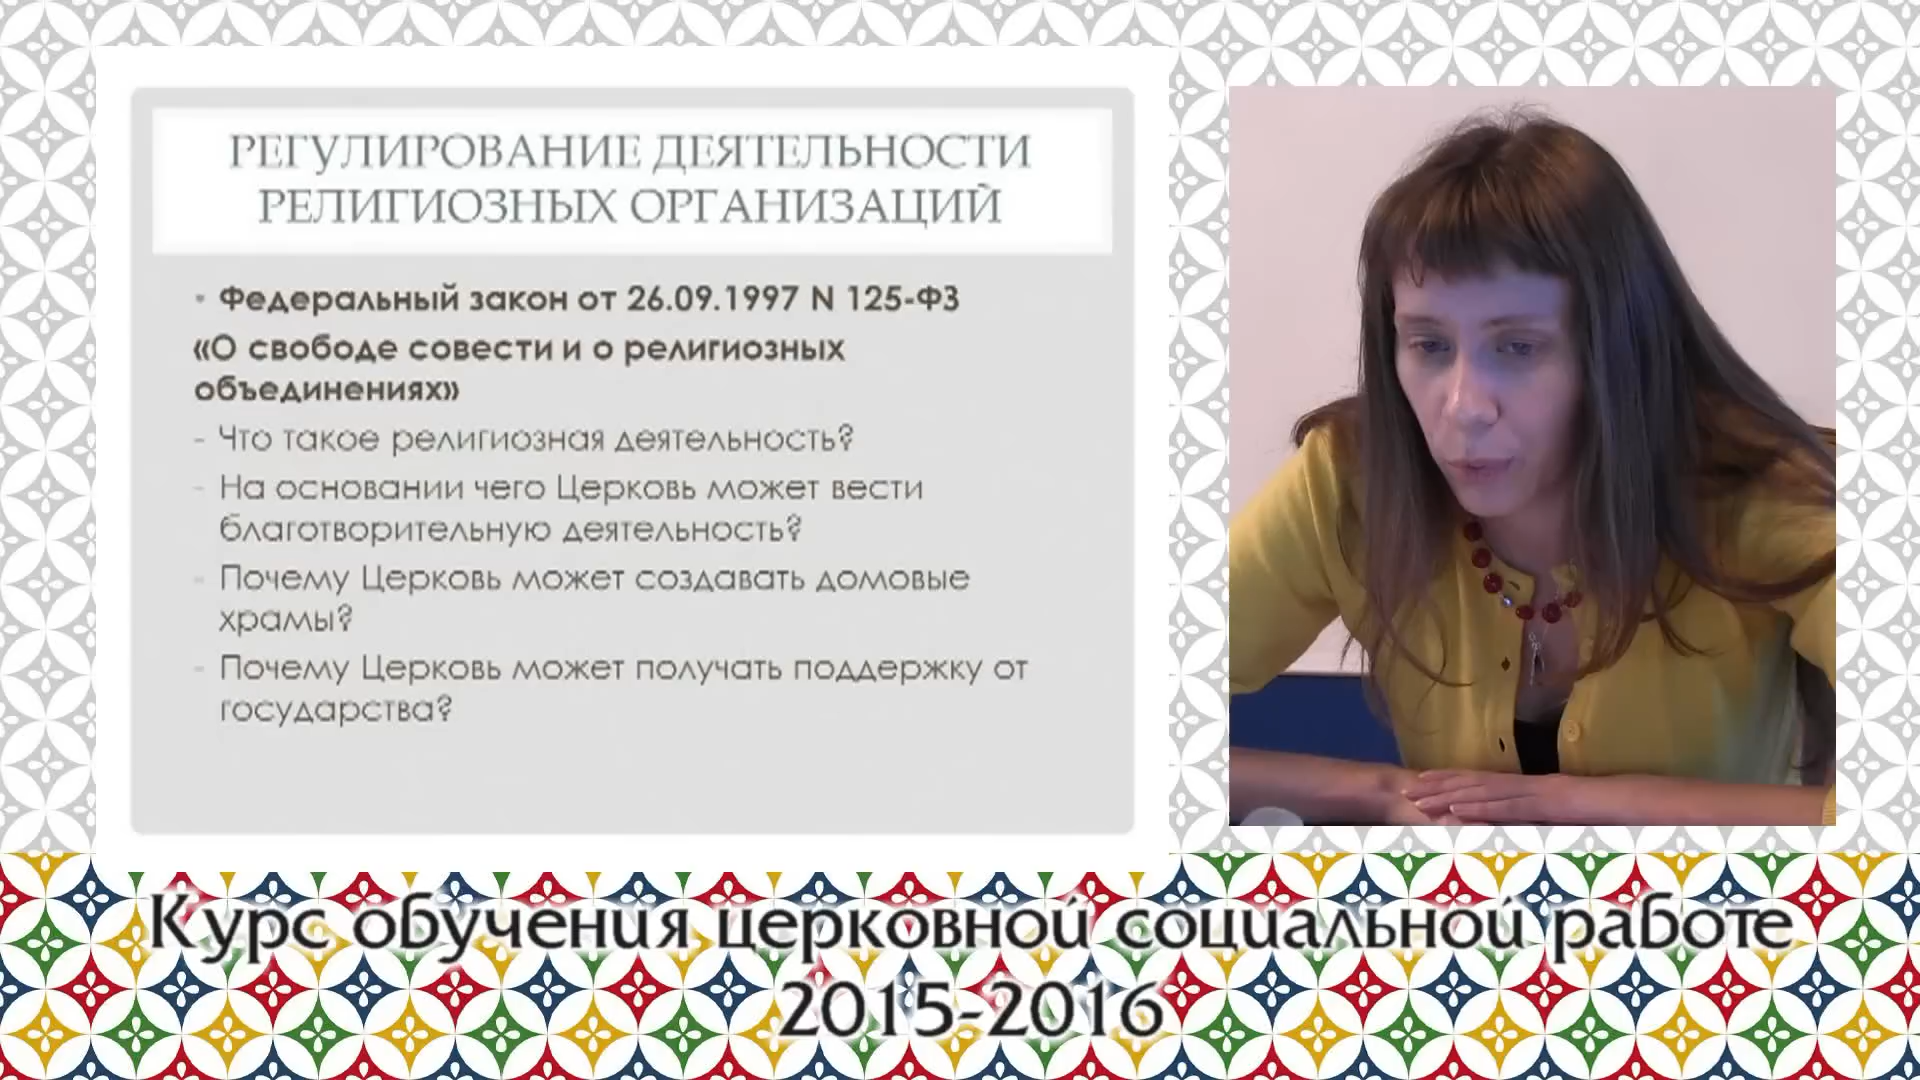 РЕГУЛИРОВАНИЕ ДЕЯТЕЛЬНОСТИ
РЕЛИГИОЗНЫХ ОРГАНИЗАЦИЙ
• Федеральный закон от 26.09.1997 N 125-ФЗ
«О свободе совести и о религиозных
объединениях»
- Что такое религиозная деятельность?
- На основании чего Церковь может вести
благотворительную деятельность?
- Почему Церковь может создавать домовые
храмы?
- Почему Церковь может получать поддержку от
государства?
Курс обучения церковной социальной работе
2015-2016